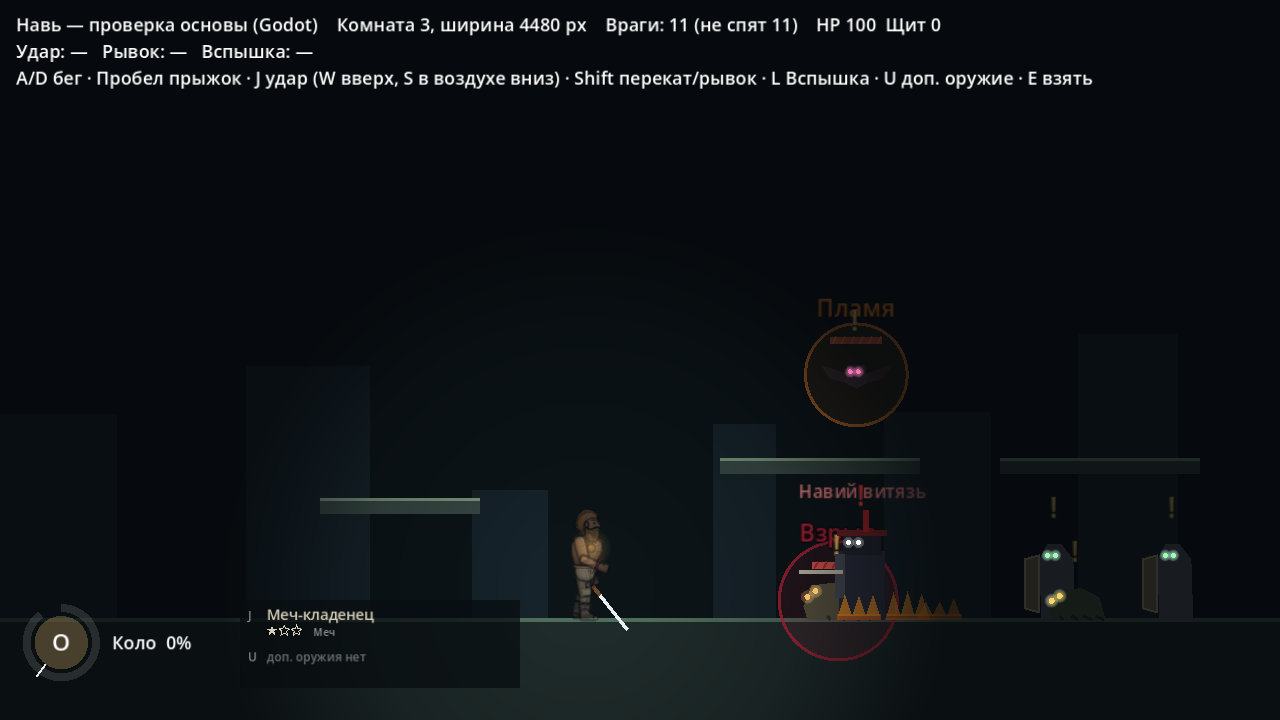 Навь — проверка основы (Godot) Комната 3, ширина 4480 px Враги: 11 (не спят 11) HP 100 Щит 0
Удар: — Рывок: — Вспышка: —
A/D бег · Пробел прыжок · J удар (W вверх, S в воздухе вниз) · Shift перекат/рывок · L Вспышка · U доп. оружие · E взять
Пламя
!
Навий витязь
! ! !
J Меч-кладенец
★☆☆ Меч
U доп. оружия нет
О Коло 0%